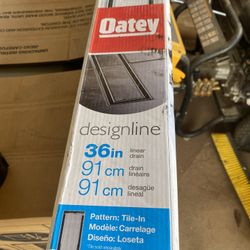 Oatey
designline
36in linear drain
91cm drain linéaire
91cm desagüe lineal
Pattern: Tile-In
Modèle: Carrelage
Diseño: Loseta